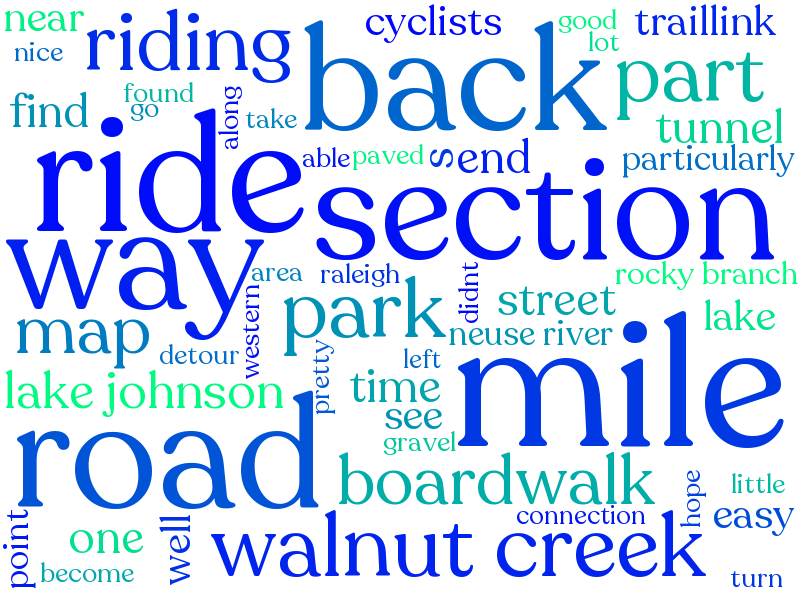 near
riding
cyclists
good
traillink
nice
back
lot
part
find
found
go
along
take
tunnel
ride
able
paved
s
end
particularly
section
way
area
raleigh
didnt
rocky branch
western
park
street
lake
map
detour
neuse river
mile
pretty
left
lake johnson
time
see
road
gravel
boardwalk
hope
little
point
one
well
walnut creek
connection
easy
become
turn